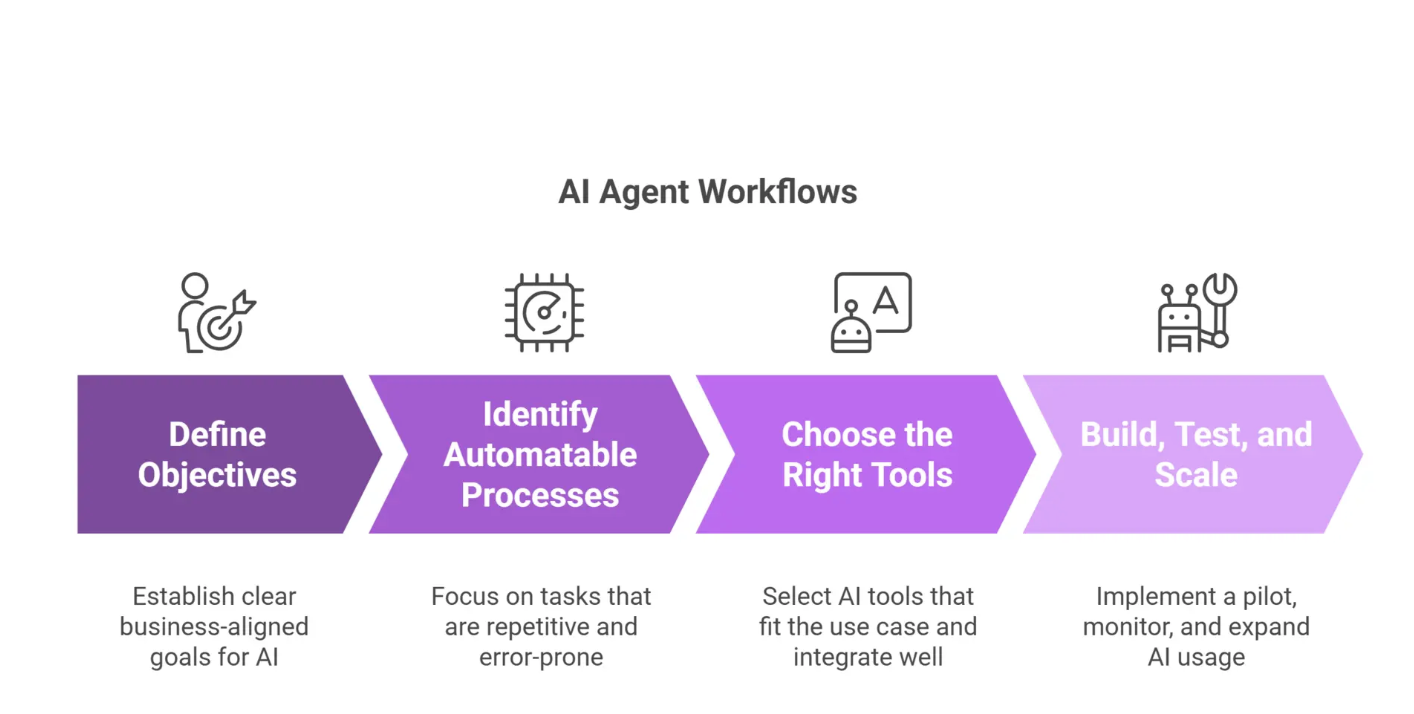 AI Agent Workflows
A
Define
Objectives
Identify
Automatable
Processes
Choose the
Right Tools
Build, Test, and
Scale
Establish clear
business-aligned
goals for AI
Focus on tasks that
are repetitive and
error-prone
Select AI tools that
fit the use case and
integrate well
Implement a pilot,
monitor, and expand
AI usage